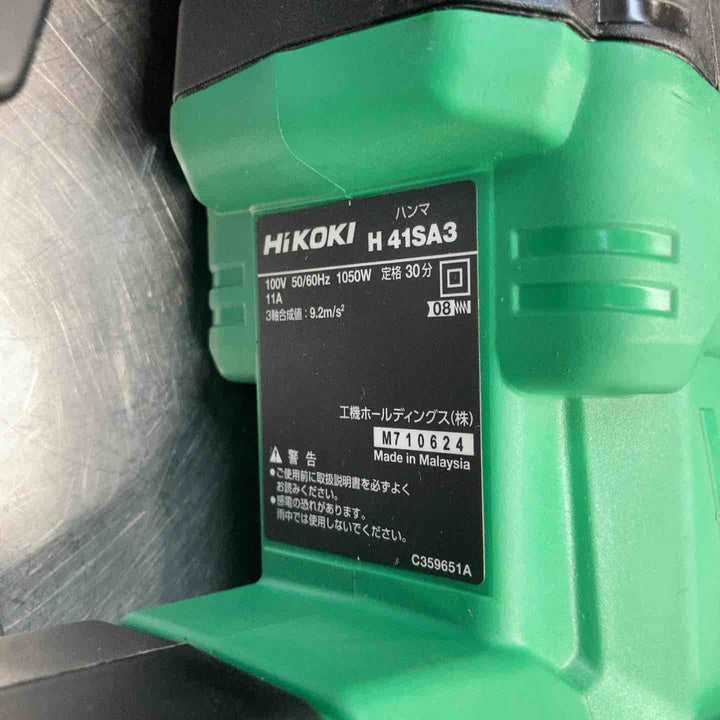 ハンマ
HiKOKI H 41SA3
100V 50/60Hz 1050W 定格 30分
11A
3軸合成値 : 9.2m/s²
08
工機ホールディングス(株)
M710624
Made in Malaysia
警告
●ご使用前に取扱説明書を必ずよく
お読みください。
●感電の恐れがあります。
雨中では使用しないでください。
C359651A